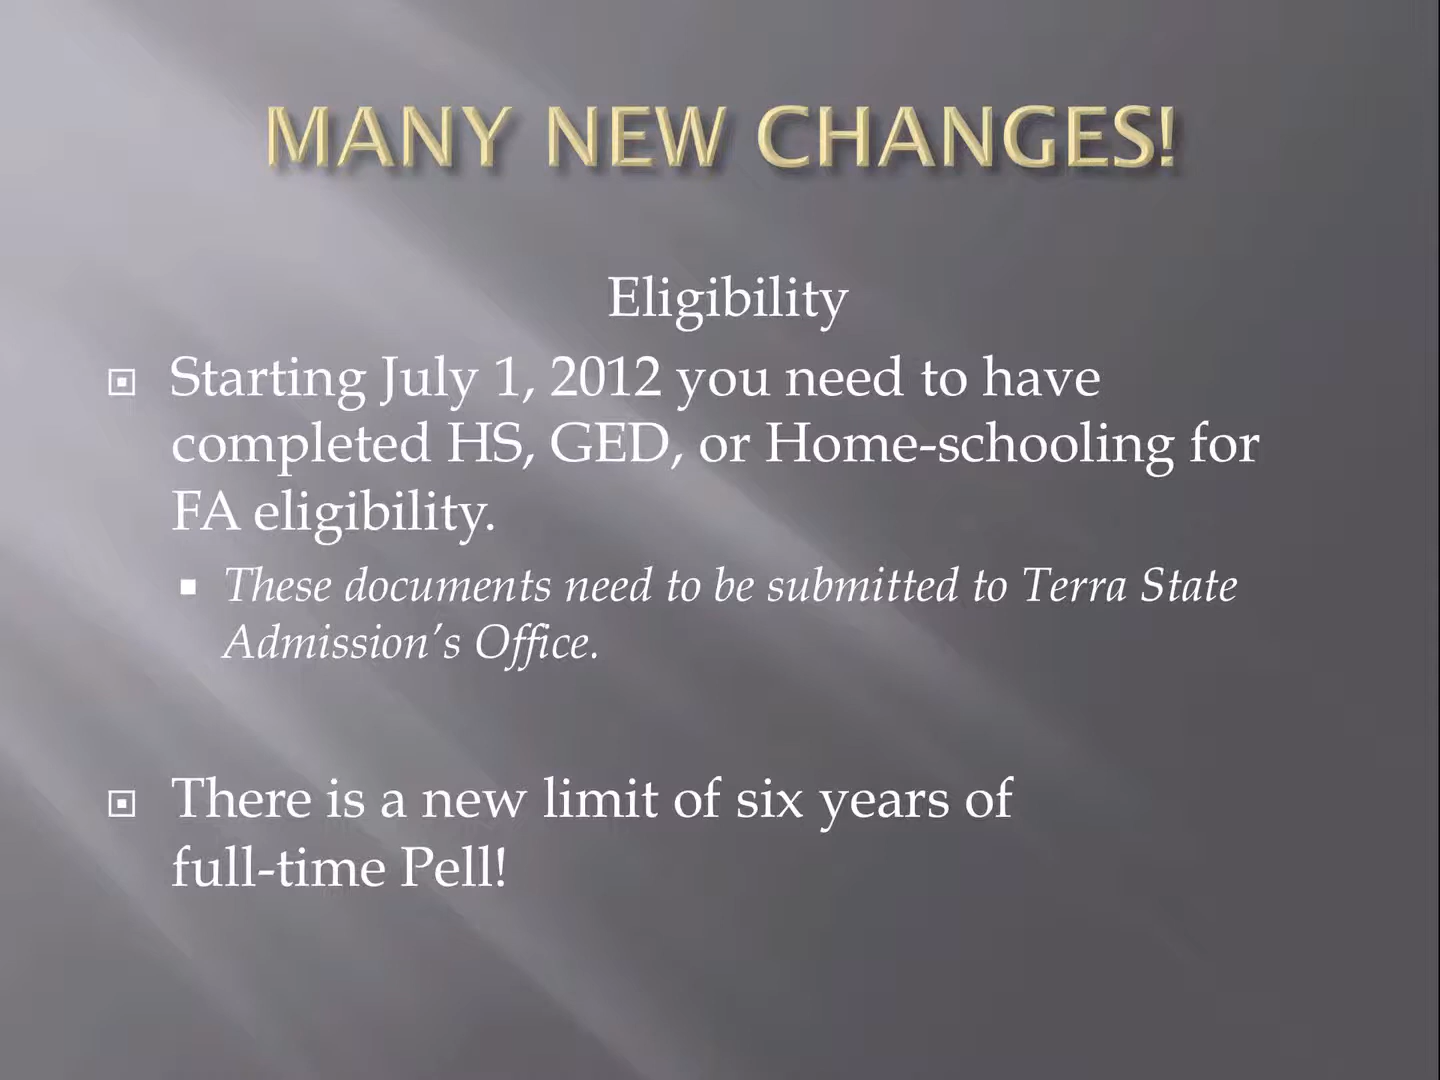 MANY NEW CHANGES!
Eligibility
Starting July 1, 2012 you need to have
completed HS, GED, or Home-schooling for
FA eligibility.
These documents need to be submitted to Terra State
Admission’s Office.
There is a new limit of six years of
full-time Pell!